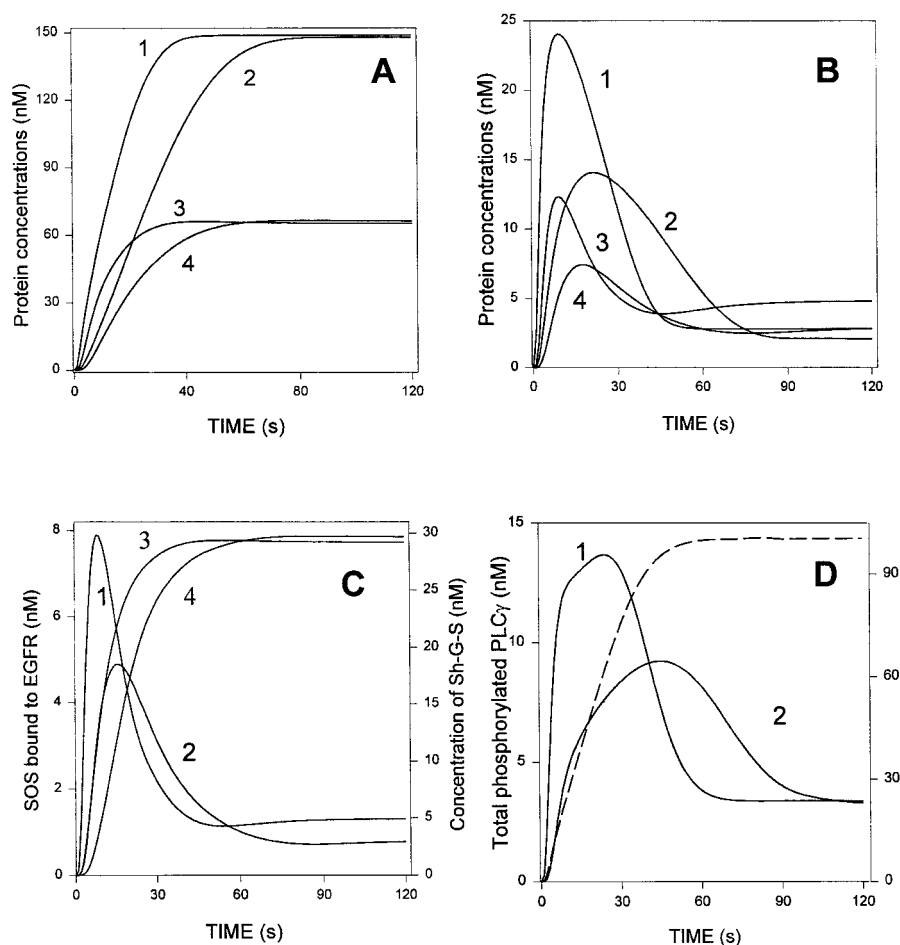 A
Protein concentrations (nM)
150
120
90
60
30
0
1
2
3
4
0 40 80 120
TIME (s)
B
Protein concentrations (nM)
25
20
15
10
5
0
1
2
3
4
0 30 60 90 120
TIME (s)
C
SOS bound to EGFR (nM)
8
6
4
2
0
1
3
4
2
30
25
20
15
10
5
0
Concentration of Sh-G-S (nM)
0 30 60 90 120
TIME (s)
D
Total phosphorylated PLCγ (nM)
15
10
5
0
1
2
90
60
30
0
0 30 60 90 120
TIME (s)